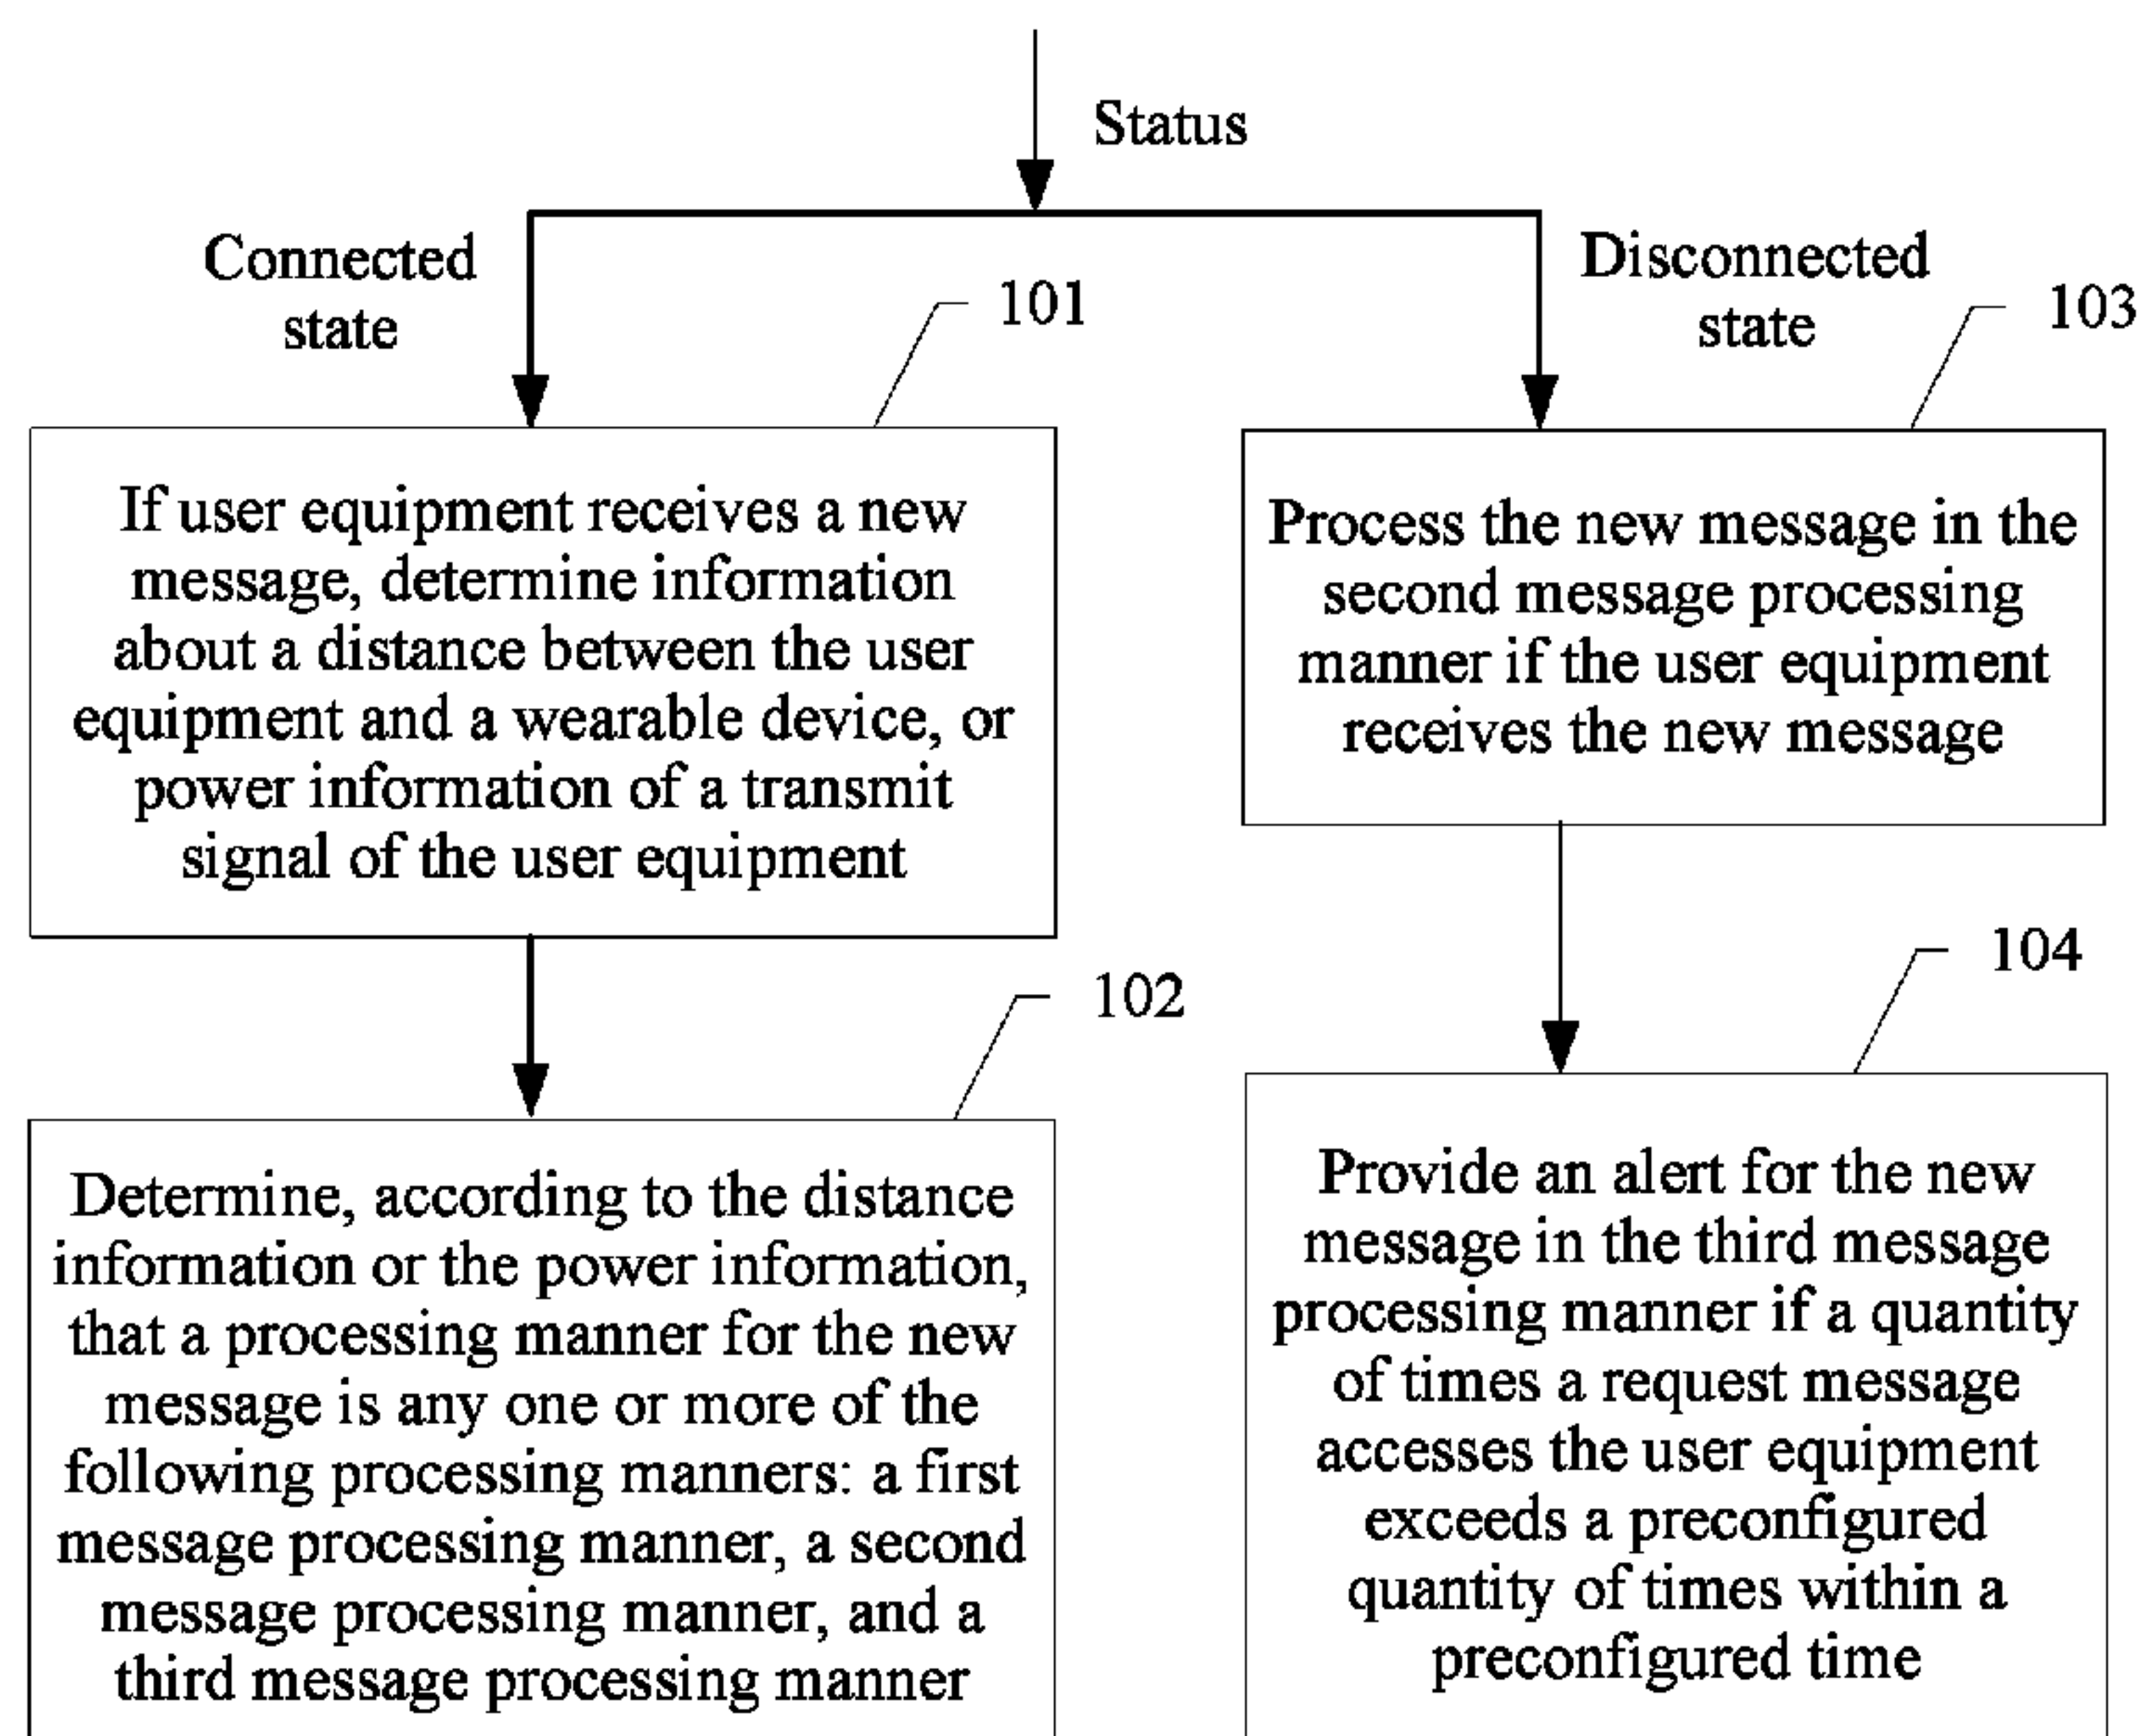 Status
Connected
state
101
If user equipment receives a new
message, determine information
about a distance between the user
equipment and a wearable device, or
power information of a transmit
signal of the user equipment
102
Determine, according to the distance
information or the power information,
that a processing manner for the new
message is any one or more of the
following processing manners: a first
message processing manner, a second
message processing manner, and a
third message processing manner
Disconnected
state
103
Process the new message in the
second message processing
manner if the user equipment
receives the new message
104
Provide an alert for the new
message in the third message
processing manner if a quantity
of times a request message
accesses the user equipment
exceeds a preconfigured
quantity of times within a
preconfigured time